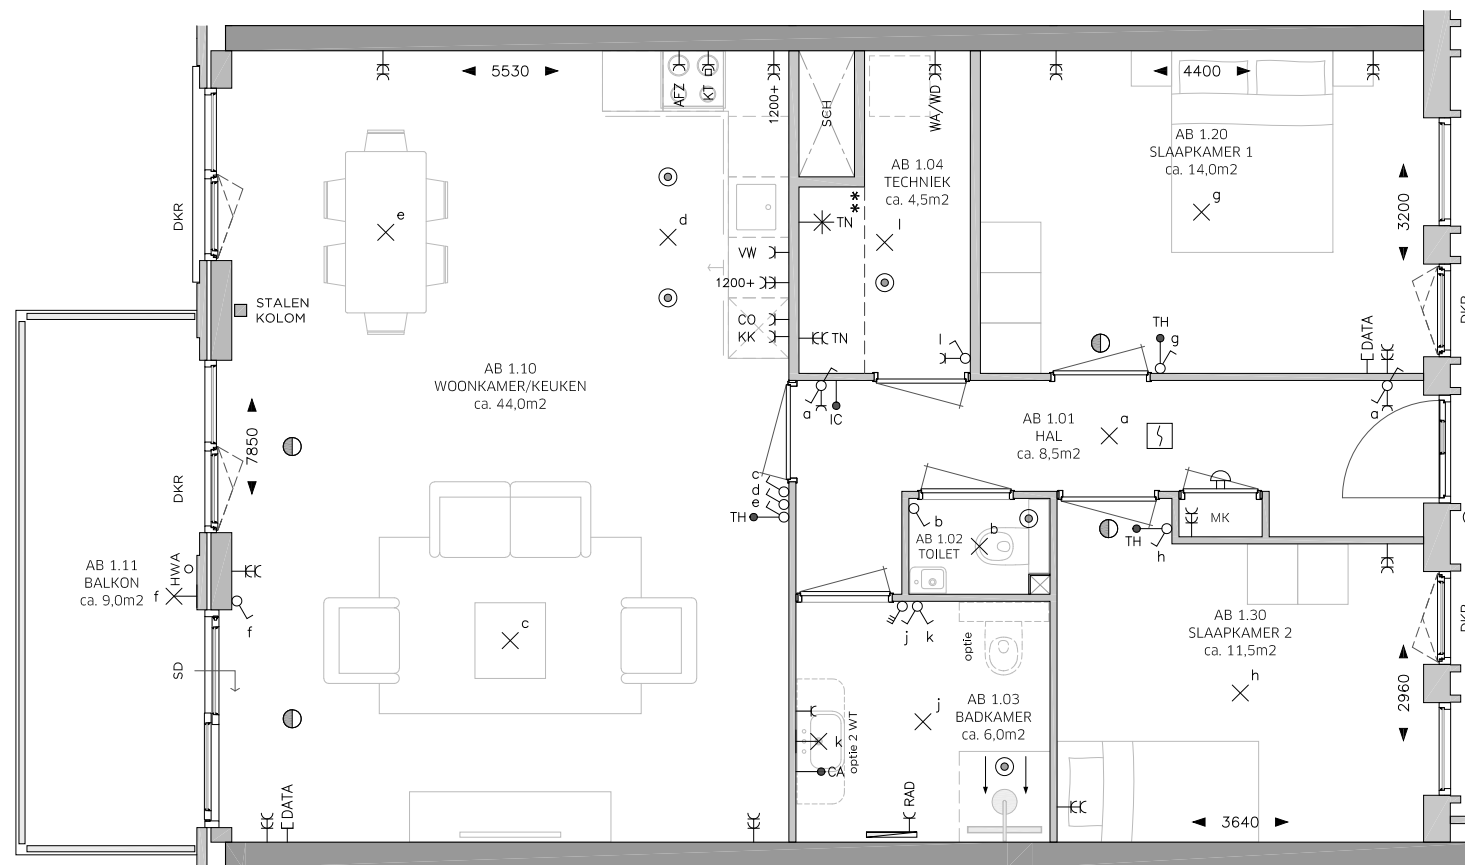 5530
AFZ
KT
1200+
SCH
WA/WD
4400
AB 1.20
SLAAPKAMER 1
ca. 14,0m2
g
3200
AB 1.04
TECHNIEK
ca. 4,5m2
**
TN
l
DKR
e
d
VW
1200+
CO
KK
TN
l
TH
g
DATA
DKR
STALEN
KOLOM
AB 1.10
WOONKAMER/KEUKEN
ca. 44,0m2
a
IC
a
AB 1.01
HAL
ca. 8,5m2
a
7850
DKR
c
d
e
TH
b
b
AB 1.02
TOILET
TH
h
MK
AB 1.11
BALKON
ca. 9,0m2
HWA
f
f
j
k
optie
AB 1.30
SLAAPKAMER 2
ca. 11,5m2
h
DKR
c
SD
AB 1.03
BADKAMER
ca. 6,0m2
j
k
optie 2 WT
CA
RAD
2960
DATA
3640